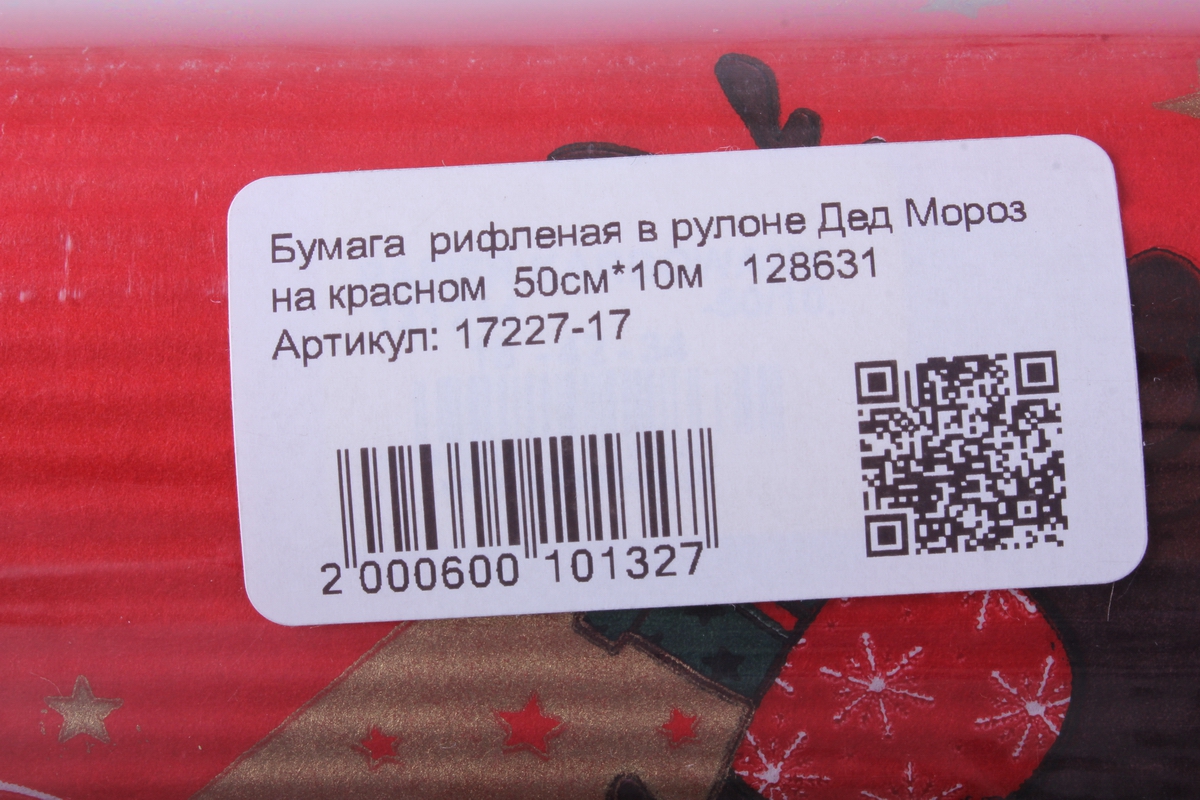 Бумага рифленая в рулоне Дед Мороз
на красном 50см*10м 128631
Артикул: 17227-17
2 000600 101327